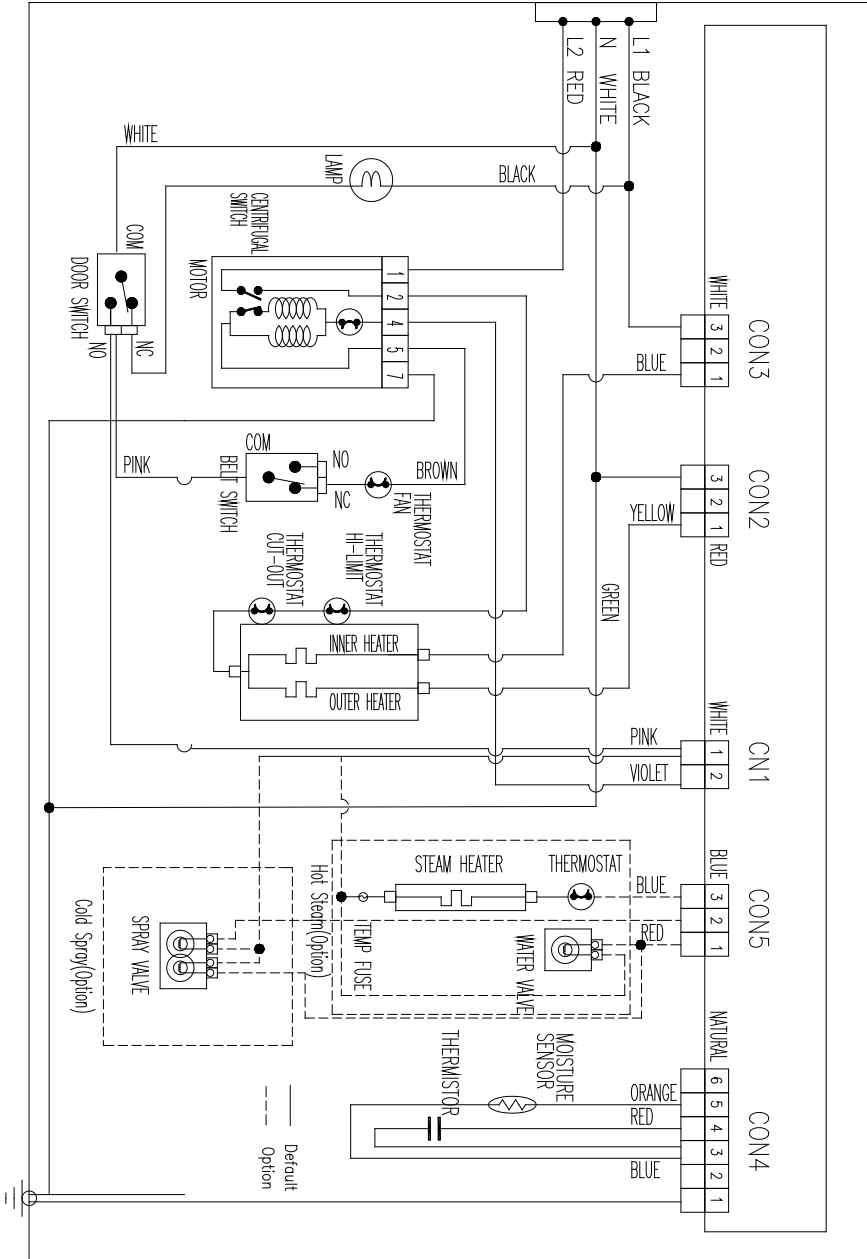 L1 BLACK
N WHITE
L2 RED
WHITE
LAMP
BLACK
CENTRIFUGAL
SWITCH
MOTOR
1
2
4
5
7
COM
DOOR SWITCH
NC
NO
WHITE
3
2
1
CON3
BLUE
PINK
COM
BELT SWITCH
NO
NC
BROWN
THERMOSTAT
FAN
3
2
1
CON2
RED
YELLOW
GREEN
THERMOSTAT
HI-LIMIT
THERMOSTAT
CUT-OUT
INNER HEATER
OUTER HEATER
WHITE
1
2
CN1
PINK
VIOLET
BLUE
3
2
1
CON5
BLUE
RED
STEAM HEATER
THERMOSTAT
Hot Steam(Option)
TEMP FUSE
WATER VALVE
SPRAY VALVE
Cold Spray(Option)
NATURAL
6
5
4
3
2
1
CON4
ORANGE
RED
BLUE
MOISTURE
SENSOR
THERMISTOR
Default
Option